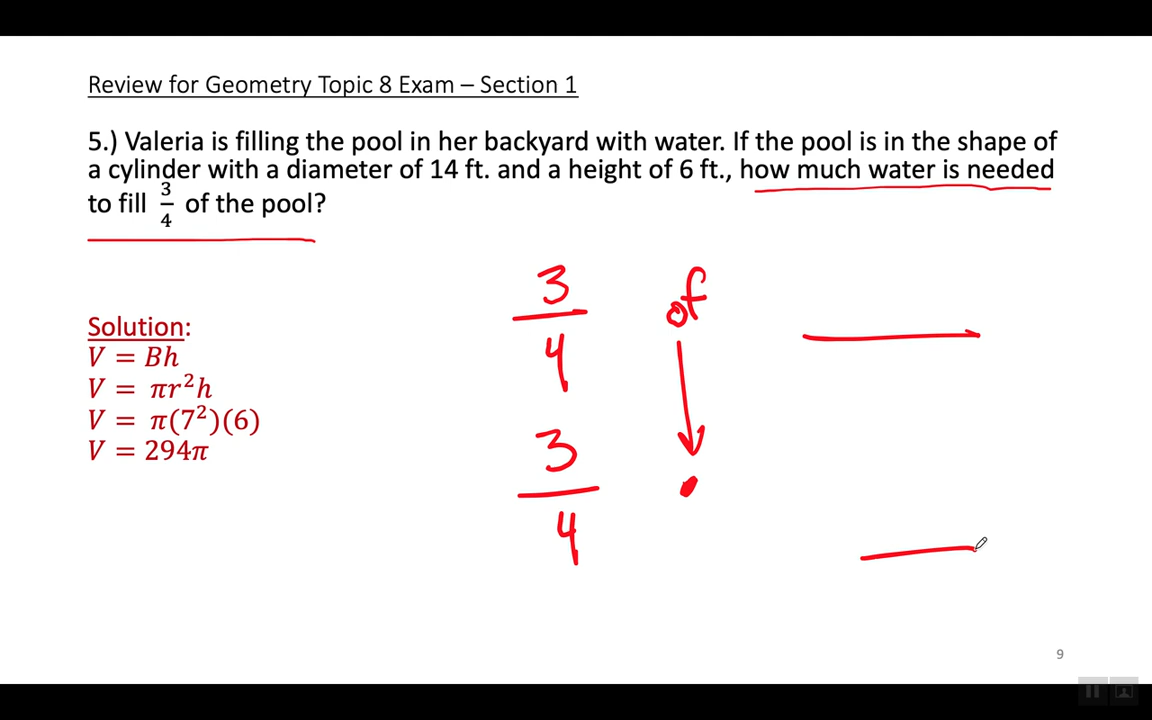 Review for Geometry Topic 8 Exam – Section 1
5.) Valeria is filling the pool in her backyard with water. If the pool is in the shape of
a cylinder with a diameter of 14 ft. and a height of 6 ft., how much water is needed
to fill 3/4 of the pool?
3/4 of
Solution:
V = Bh
V = πr²h
V = π(7²)(6)
V = 294π
3/4 •
9